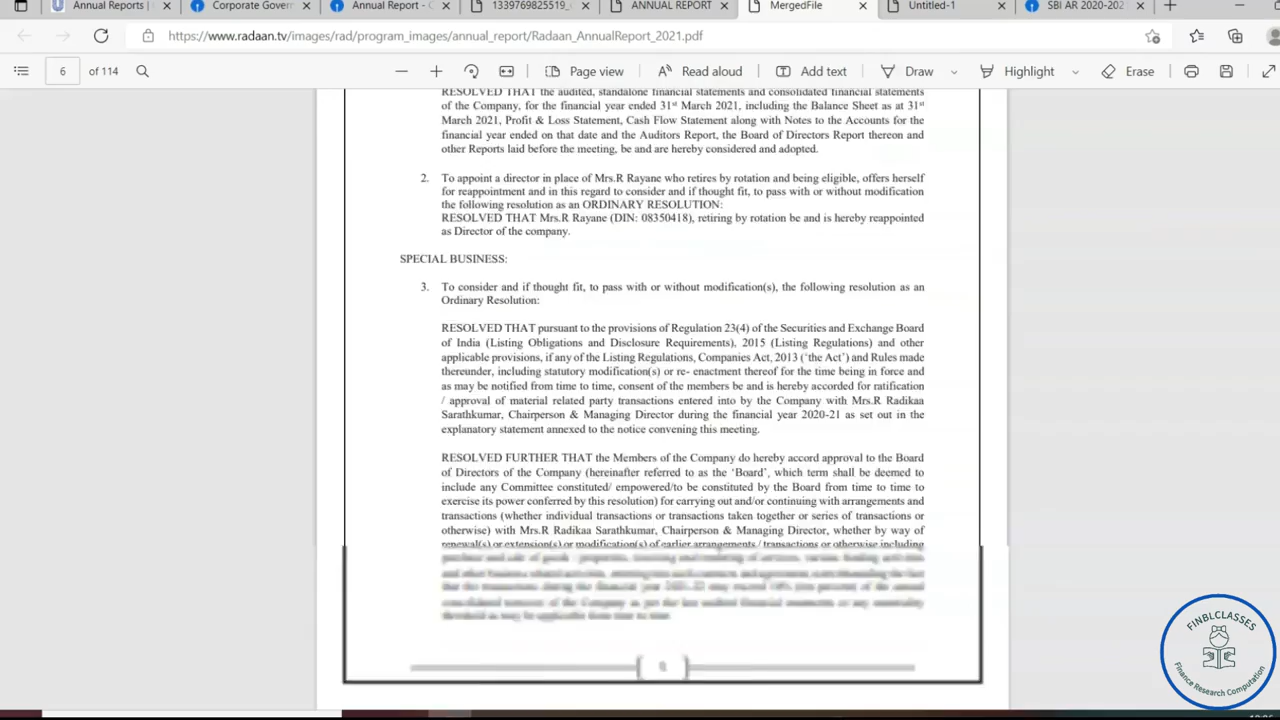 Annual Reports |
Corporate Govern
Annual Report - C
1339769825519_
ANNUAL REPORT
MergedFile
Untitled-1
SBI AR 2020-202
https://www.radaan.tv/images/rad/program_images/annual_report/Radaan_AnnualReport_2021.pdf
6 of 114
Page view
Read aloud
Add text
Draw
Highlight
Erase
RESOLVED THAT the audited, standalone financial statements and consolidated financial statements
of the Company, for the financial year ended 31st March 2021, including the Balance Sheet as at 31st
March 2021, Profit & Loss Statement, Cash Flow Statement along with Notes to the Accounts for the
financial year ended on that date and the Auditors Report, the Board of Directors Report thereon and
other Reports laid before the meeting, be and are hereby considered and adopted.
2. To appoint a director in place of Mrs.R Rayane who retires by rotation and being eligible, offers herself
for reappointment and in this regard to consider and if thought fit, to pass with or without modification
the following resolution as an ORDINARY RESOLUTION:
RESOLVED THAT Mrs.R Rayane (DIN: 08350418), retiring by rotation be and is hereby reappointed
as Director of the company.
SPECIAL BUSINESS:
3. To consider and if thought fit, to pass with or without modification(s), the following resolution as an
Ordinary Resolution:
RESOLVED THAT pursuant to the provisions of Regulation 23(4) of the Securities and Exchange Board
of India (Listing Obligations and Disclosure Requirements), 2015 (Listing Regulations) and other
applicable provisions, if any of the Listing Regulations, Companies Act, 2013 (‘the Act’) and Rules made
thereunder, including statutory modification(s) or re- enactment thereof for the time being in force and
as may be notified from time to time, consent of the members be and is hereby accorded for ratification
/ approval of material related party transactions entered into by the Company with Mrs.R Radikaa
Sarathkumar, Chairperson & Managing Director during the financial year 2020-21 as set out in the
explanatory statement annexed to the notice convening this meeting.
RESOLVED FURTHER THAT the Members of the Company do hereby accord approval to the Board
of Directors of the Company (hereinafter referred to as the ‘Board’, which term shall be deemed to
include any Committee constituted/ empowered/to be constituted by the Board from time to time to
exercise its power conferred by this resolution) for carrying out and/or continuing with arrangements and
transactions (whether individual transactions or transactions taken together or series of transactions or
otherwise) with Mrs.R Radikaa Sarathkumar, Chairperson & Managing Director, whether by way of
renewal(s) or extension(s) or modification(s) of earlier arrangements / transactions or otherwise including
FINBLCLASSES
Finance Research Computation